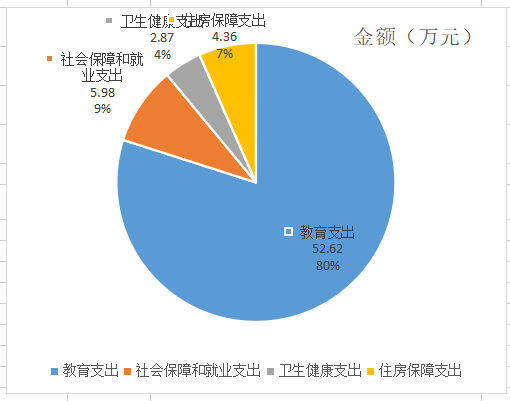 金额（万元）
卫生健康支出
2.87
4%
住房保障支出
4.36
7%
社会保障和就
业支出
5.98
9%
教育支出
52.62
80%
教育支出 社会保障和就业支出 卫生健康支出 住房保障支出